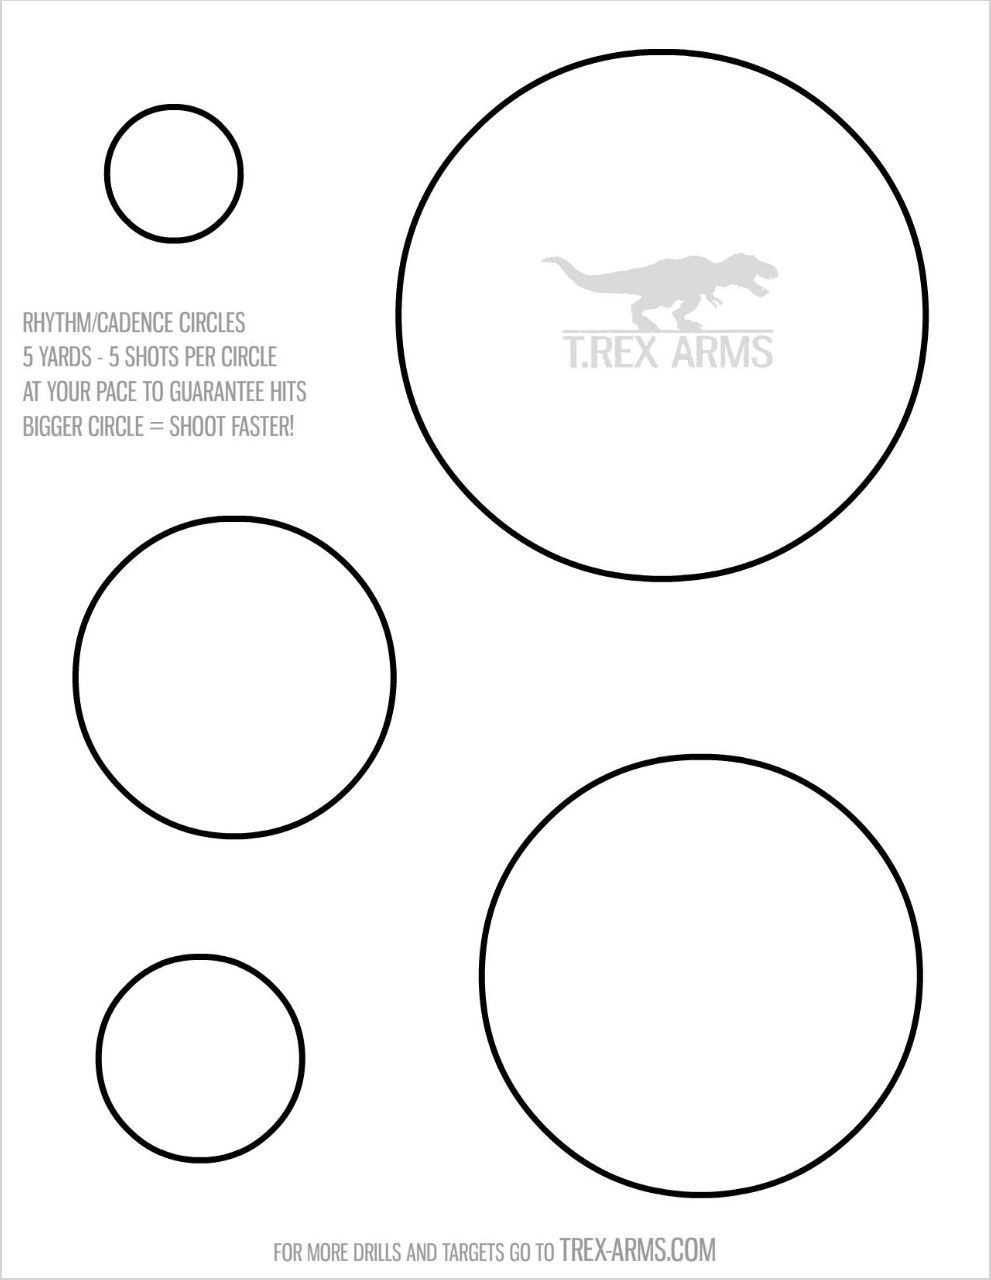 T.REX ARMS
RHYTHM/CADENCE CIRCLES
5 YARDS - 5 SHOTS PER CIRCLE
AT YOUR PACE TO GUARANTEE HITS
BIGGER CIRCLE = SHOOT FASTER!
FOR MORE DRILLS AND TARGETS GO TO TREX-ARMS.COM